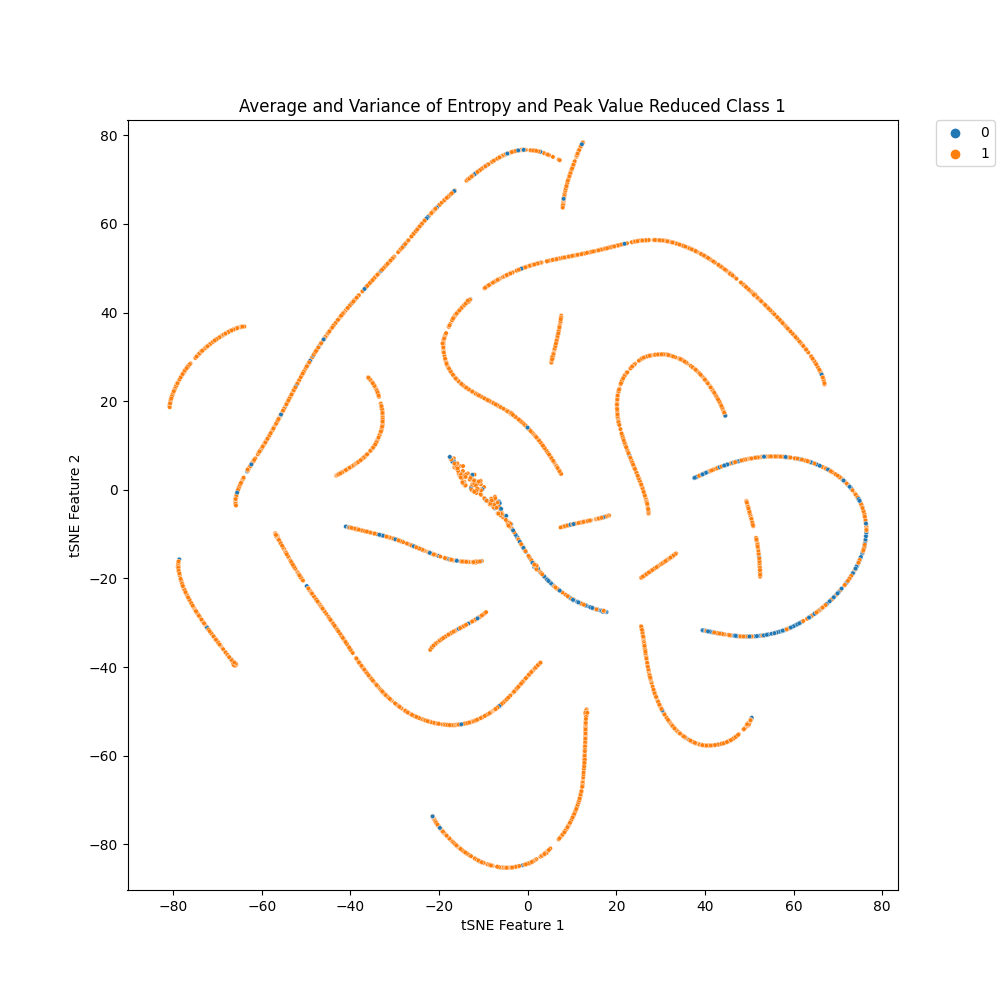 Average and Variance of Entropy and Peak Value Reduced Class 1
0
1
80
60
40
20
0
−20
−40
−60
−80
tSNE Feature 2
−80 −60 −40 −20 0 20 40 60 80
tSNE Feature 1